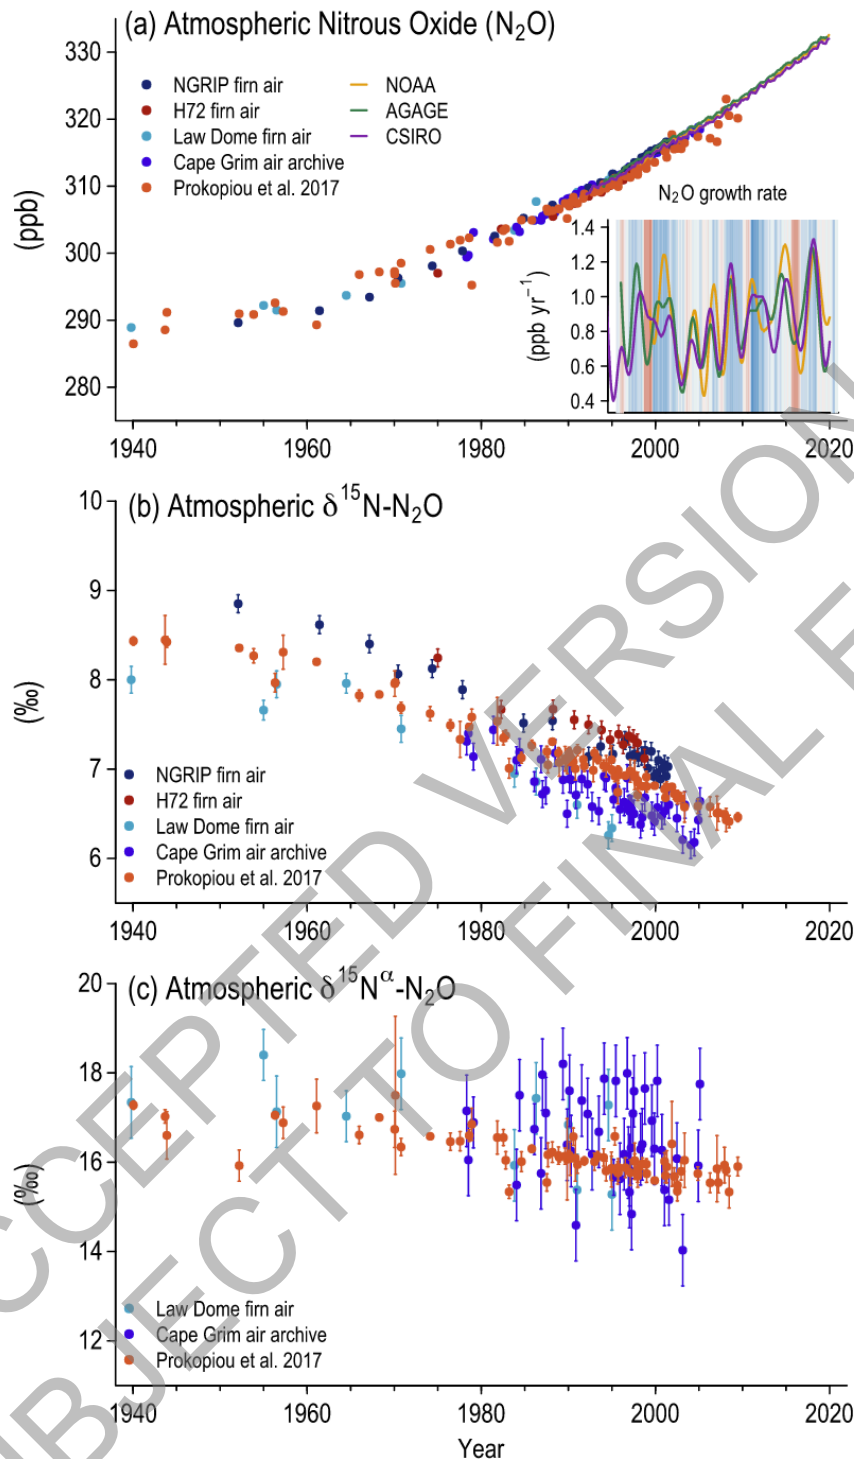 (a) Atmospheric Nitrous Oxide (N₂O)
330
320
310
300
290
280
(ppb)
NGRIP firn air
H72 firn air
Law Dome firn air
Cape Grim air archive
Prokopiou et al. 2017
NOAA
AGAGE
CSIRO
N₂O growth rate
1.4
1.2
1.0
0.8
0.6
0.4
(ppb yr⁻¹)
1940 1960 1980 2000 2020
(b) Atmospheric δ¹⁵N-N₂O
10
9
8
7
6
(‰)
NGRIP firn air
H72 firn air
Law Dome firn air
Cape Grim air archive
Prokopiou et al. 2017
1940 1960 1980 2000 2020
(c) Atmospheric δ¹⁵Nᵅ-N₂O
20
18
16
14
12
(‰)
Law Dome firn air
Cape Grim air archive
Prokopiou et al. 2017
1940 1960 1980 2000 2020
Year
CCEPTED VERSION
UBJECT TO FINAL E